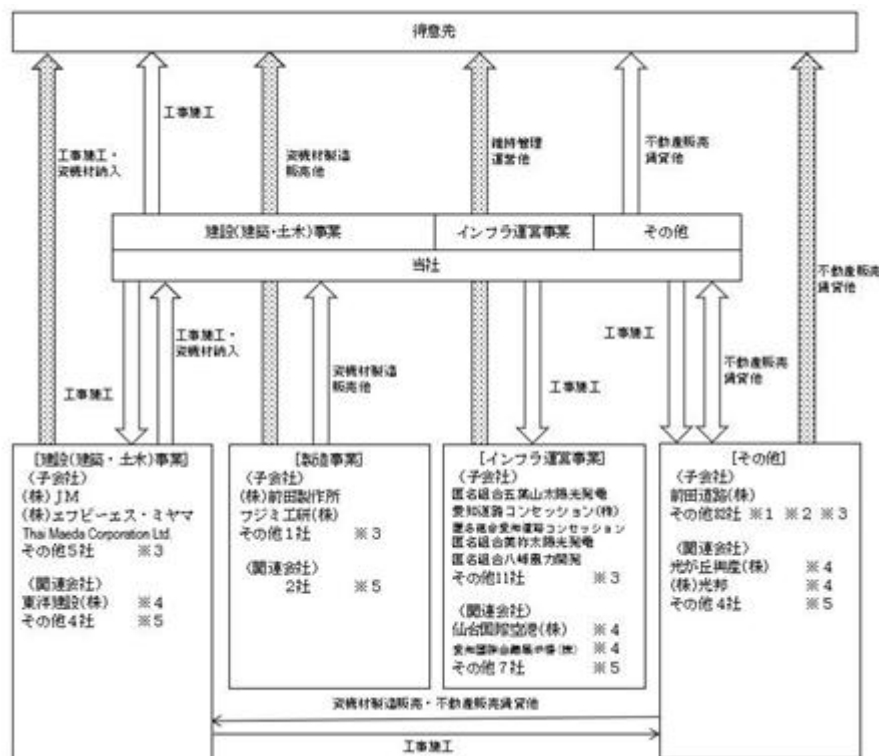 得意先
工事施工
工事施工・
資機材納入
資機材製造
販売他
維持管理
運営他
不動産販売
賃貸他
建設(建築・土木)事業
インフラ運営事業
その他
当社
不動産販売
賃貸他
工事施工・
資機材納入
工事施工
資機材製造
販売他
工事施工
工事施工
不動産販売
賃貸他
[建設(建築・土木)事業]
(子会社)
(株)JM
(株)エフビーエス・ミヤマ
Thai Maeda Corporation Ltd.
その他5社 ※3
(関連会社)
東洋建設(株) ※4
その他4社 ※5
[製造事業]
(子会社)
(株)前田製作所
フジミ工研(株)
その他1社 ※3
(関連会社)
2社 ※5
[インフラ運営事業]
(子会社)
匿名組合五葉山太陽光発電
愛知道路コンセッション(株)
匿名組合愛知道路コンセッション
匿名組合美祢太陽光発電
匿名組合八峰風力開発
その他11社 ※3
(関連会社)
仙台国際空港(株) ※4
愛知国際会議展示場(株) ※4
その他7社 ※5
[その他]
(子会社)
前田道路(株)
その他32社 ※1 ※2 ※3
(関連会社)
光が丘興産(株) ※4
(株)光邦 ※4
その他4社 ※5
資機材製造販売・不動産販売賃貸他
工事施工